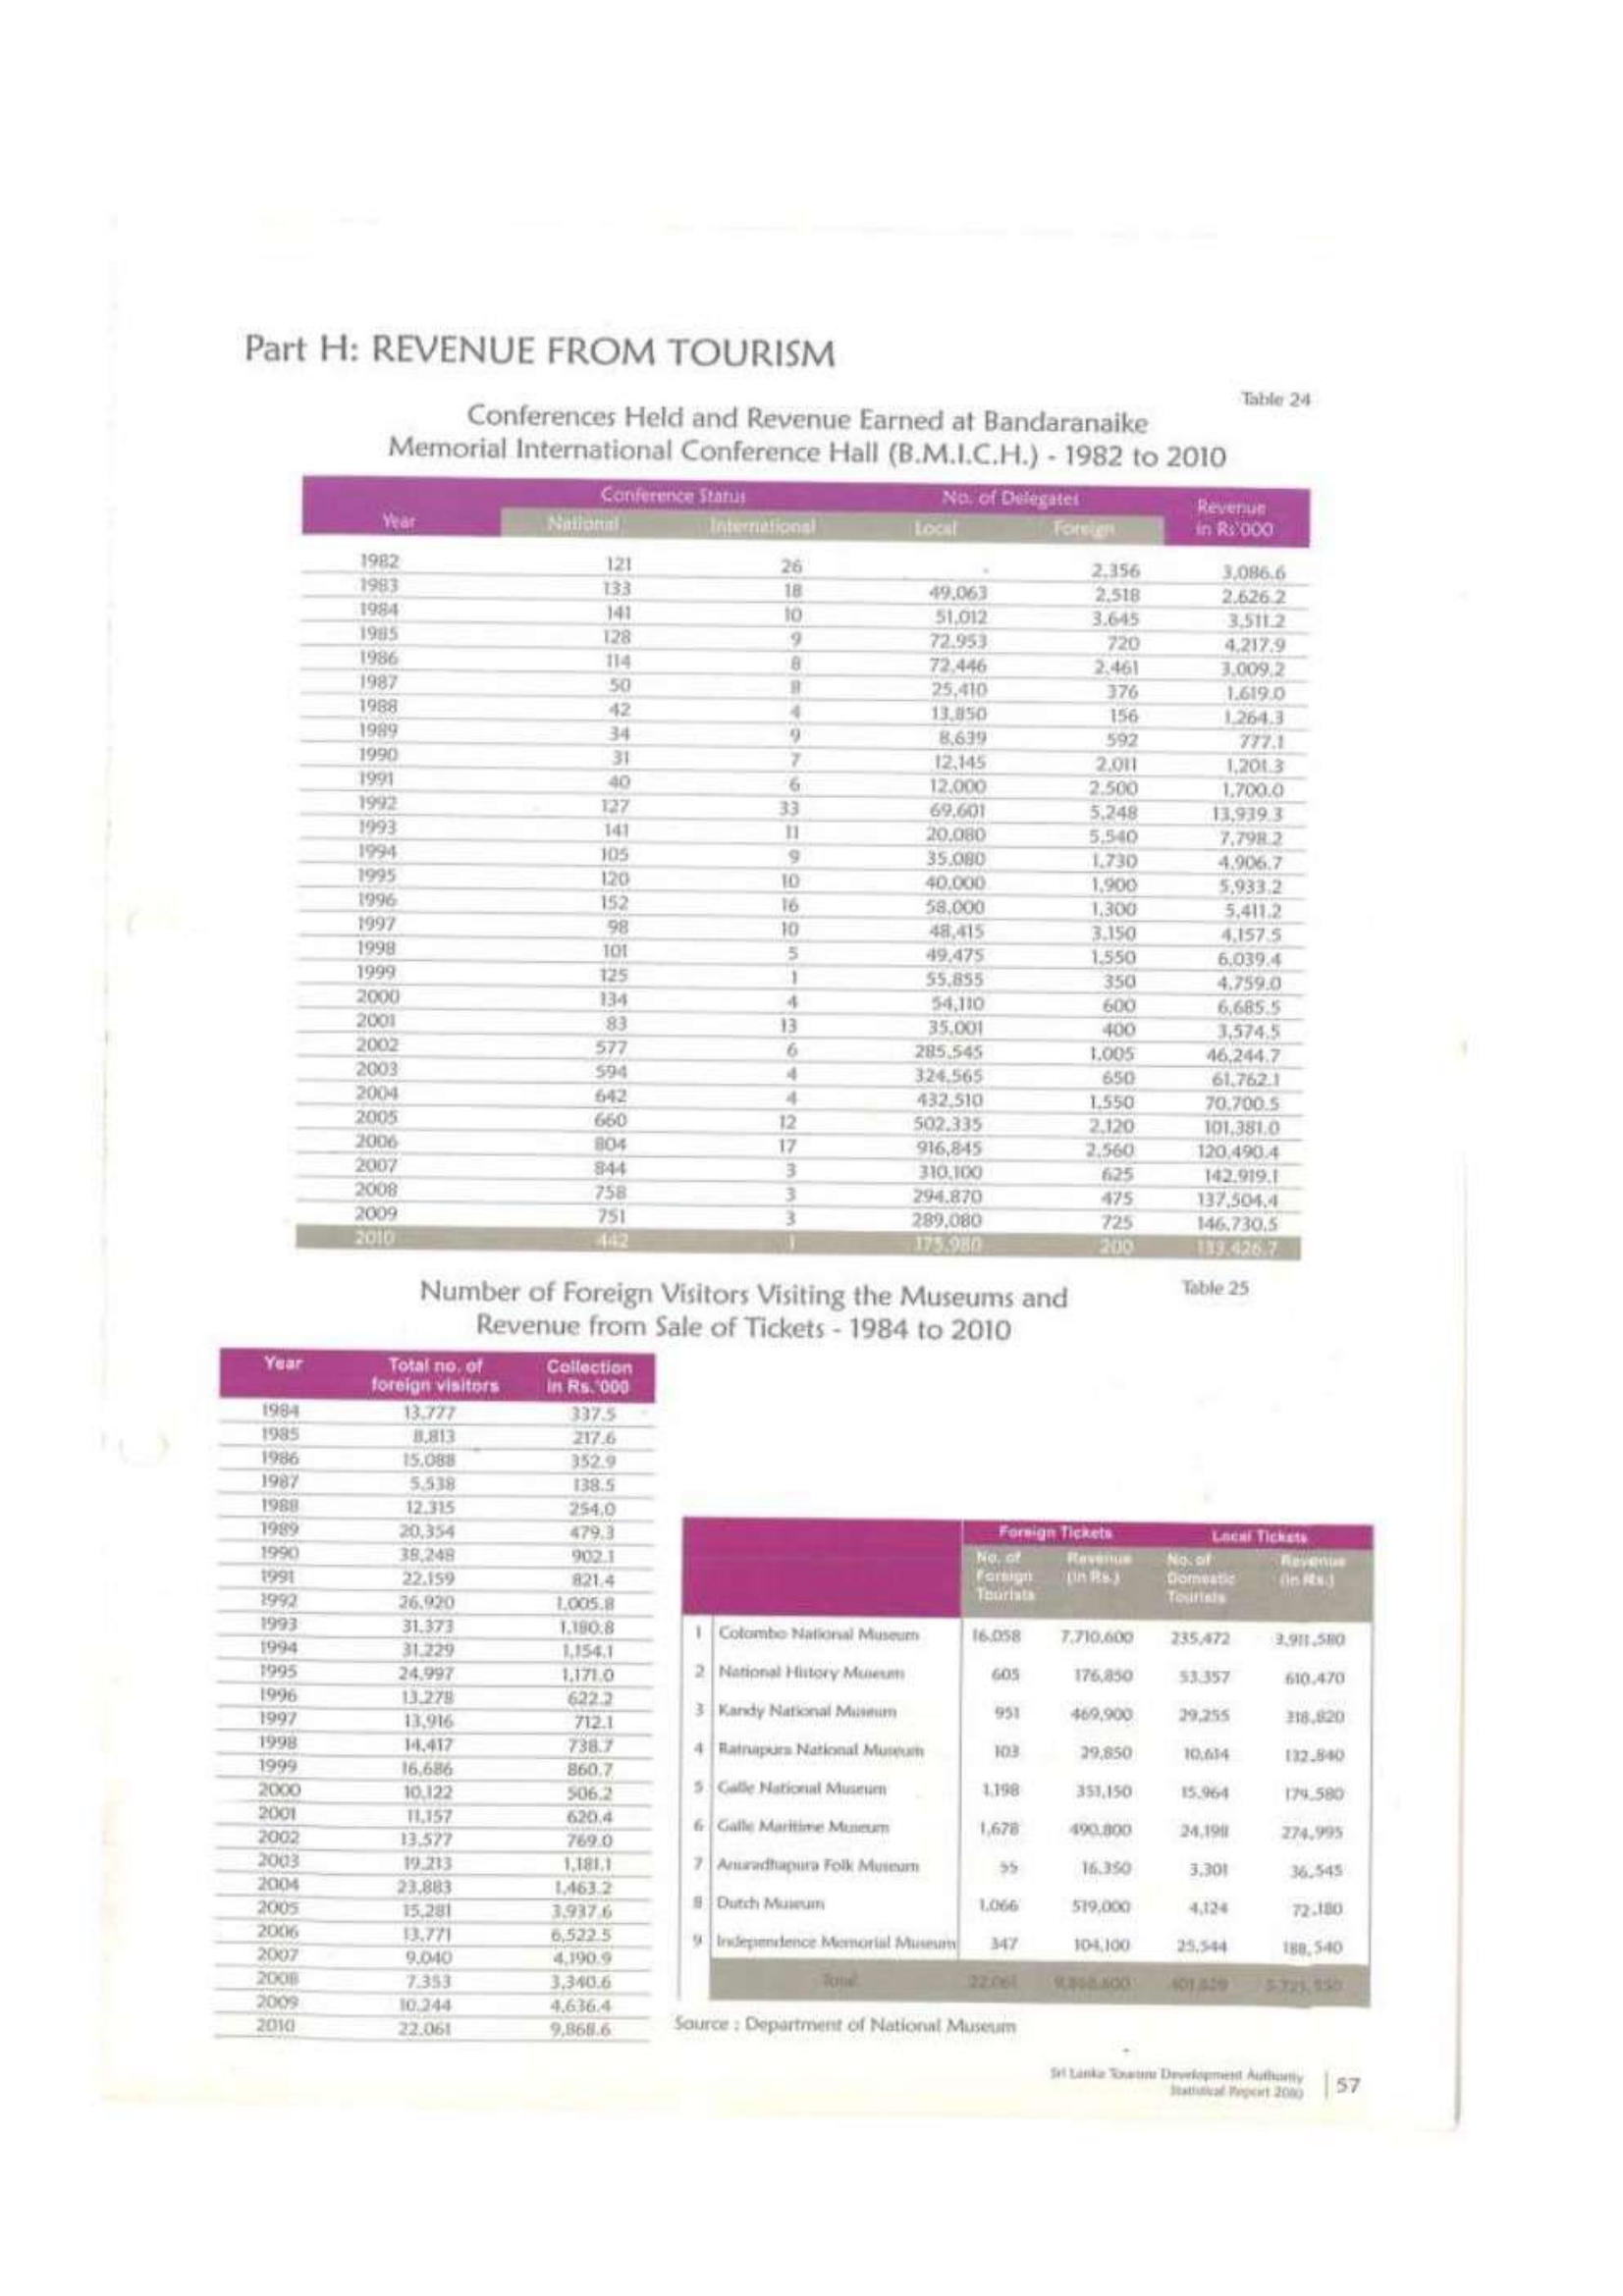 Part H: REVENUE FROM TOURISM
Table 24
Conferences Held and Revenue Earned at Bandaranaike
Memorial International Conference Hall (B.M.I.C.H.) - 1982 to 2010
Conference Status No. of Delegates Revenue
Year National International Local Foreign in Rs'000
1982 121 26 - 2,356 3,086.6
1983 133 18 49,063 2,518 2,626.2
1984 141 10 51,012 3,645 3,511.2
1985 128 9 72,953 720 4,217.9
1986 114 8 72,446 2,461 3,009.2
1987 50 8 25,410 376 1,619.0
1988 42 4 13,850 156 1,264.3
1989 34 9 8,639 592 777.1
1990 31 7 12,145 2,011 1,201.3
1991 40 6 12,000 2,500 1,700.0
1992 127 33 69,601 5,248 13,939.3
1993 141 11 20,080 5,540 7,798.2
1994 105 9 35,080 1,730 4,906.7
1995 120 10 40,000 1,900 5,933.2
1996 152 16 58,000 1,300 5,411.2
1997 98 10 48,415 3,150 4,157.5
1998 101 5 49,475 1,550 6,039.4
1999 125 1 55,855 350 4,759.0
2000 134 4 54,110 600 6,685.5
2001 83 13 35,001 400 3,574.5
2002 577 6 285,545 1,005 46,244.7
2003 594 4 324,565 650 61,762.1
2004 642 4 432,510 1,550 70,700.5
2005 660 12 502,335 2,120 101,381.0
2006 804 17 916,845 2,560 120,490.4
2007 844 3 310,100 625 142,919.1
2008 758 3 294,870 475 137,504.4
2009 751 3 289,080 725 146,730.5
2010 442 1 175,980 200 133,426.7
Table 25
Number of Foreign Visitors Visiting the Museums and
Revenue from Sale of Tickets - 1984 to 2010
Year Total no. of Collection
foreign visitors in Rs.'000
1984 13,777 337.5
1985 8,813 217.6
1986 15,088 352.9
1987 5,538 138.5
1988 12,315 254.0
1989 20,354 479.3
1990 38,248 902.1
1991 22,159 821.4
1992 26,920 1,005.8
1993 31,373 1,180.8
1994 31,229 1,154.1
1995 24,997 1,171.0
1996 13,278 622.2
1997 13,916 712.1
1998 14,417 738.7
1999 16,686 860.7
2000 10,122 506.2
2001 11,157 620.4
2002 13,577 769.0
2003 19,213 1,181.1
2004 23,883 1,463.2
2005 15,281 3,937.6
2006 13,771 6,522.5
2007 9,040 4,190.9
2008 7,353 3,340.6
2009 10,244 4,636.4
2010 22,061 9,868.6
Foreign Tickets Local Tickets
No. of Revenue No. of Revenue
Foreign (in Rs.) Domestic (in Rs.)
Tourists Tourists
1 Colombo National Museum 16,058 7,710,600 235,472 3,911,580
2 National History Museum 605 176,850 53,357 610,470
3 Kandy National Museum 951 469,900 29,255 318,820
4 Ratnapura National Museum 103 29,850 10,614 132,840
5 Galle National Museum 1,198 351,150 15,964 179,580
6 Galle Maritime Museum 1,678 490,800 24,198 274,995
7 Anuradhapura Folk Museum 55 16,350 3,301 36,545
8 Dutch Museum 1,066 519,000 4,124 72,180
9 Independence Memorial Museum 347 104,100 25,544 188,540
Total 22,061 9,868,600 401,829 5,725,550
Source : Department of National Museum
Sri Lanka Tourism Development Authority
Statistical Report 2010
57